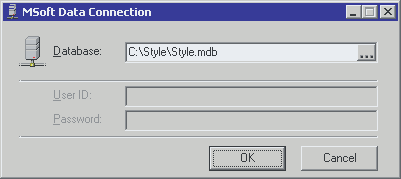 MSoft Data Connection
Database: C:\Style\Style.mdb ...
User ID:
Password:
OK Cancel